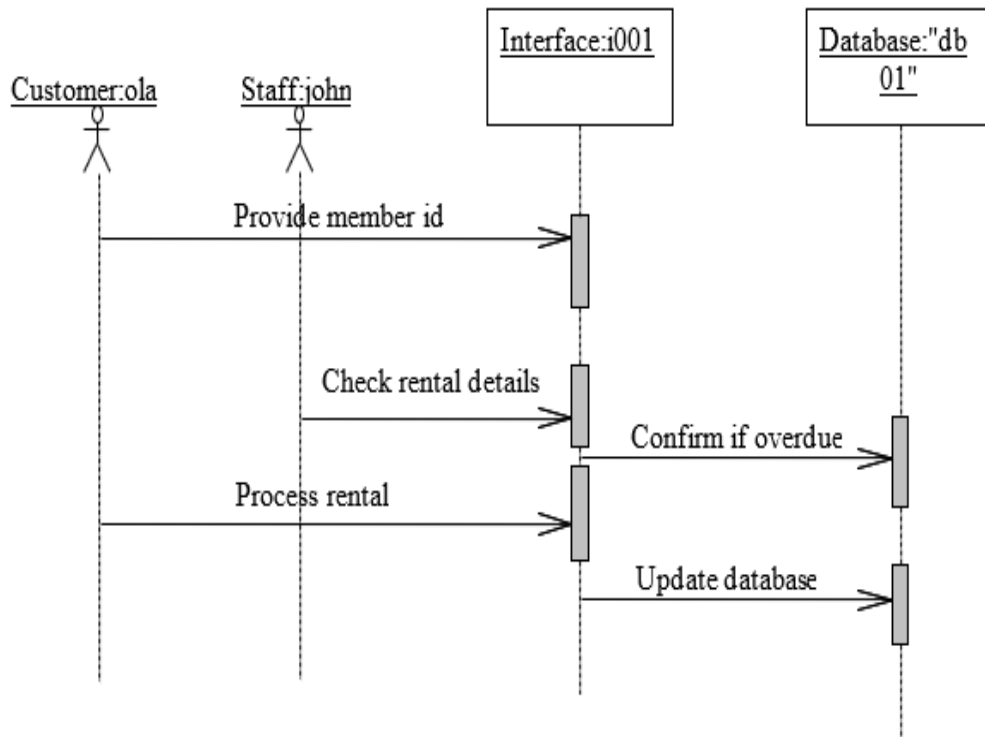 Interface:i001
Database:"db
01"
Customer:ola
Staff:john
Provide member id
Check rental details
Confirm if overdue
Process rental
Update database